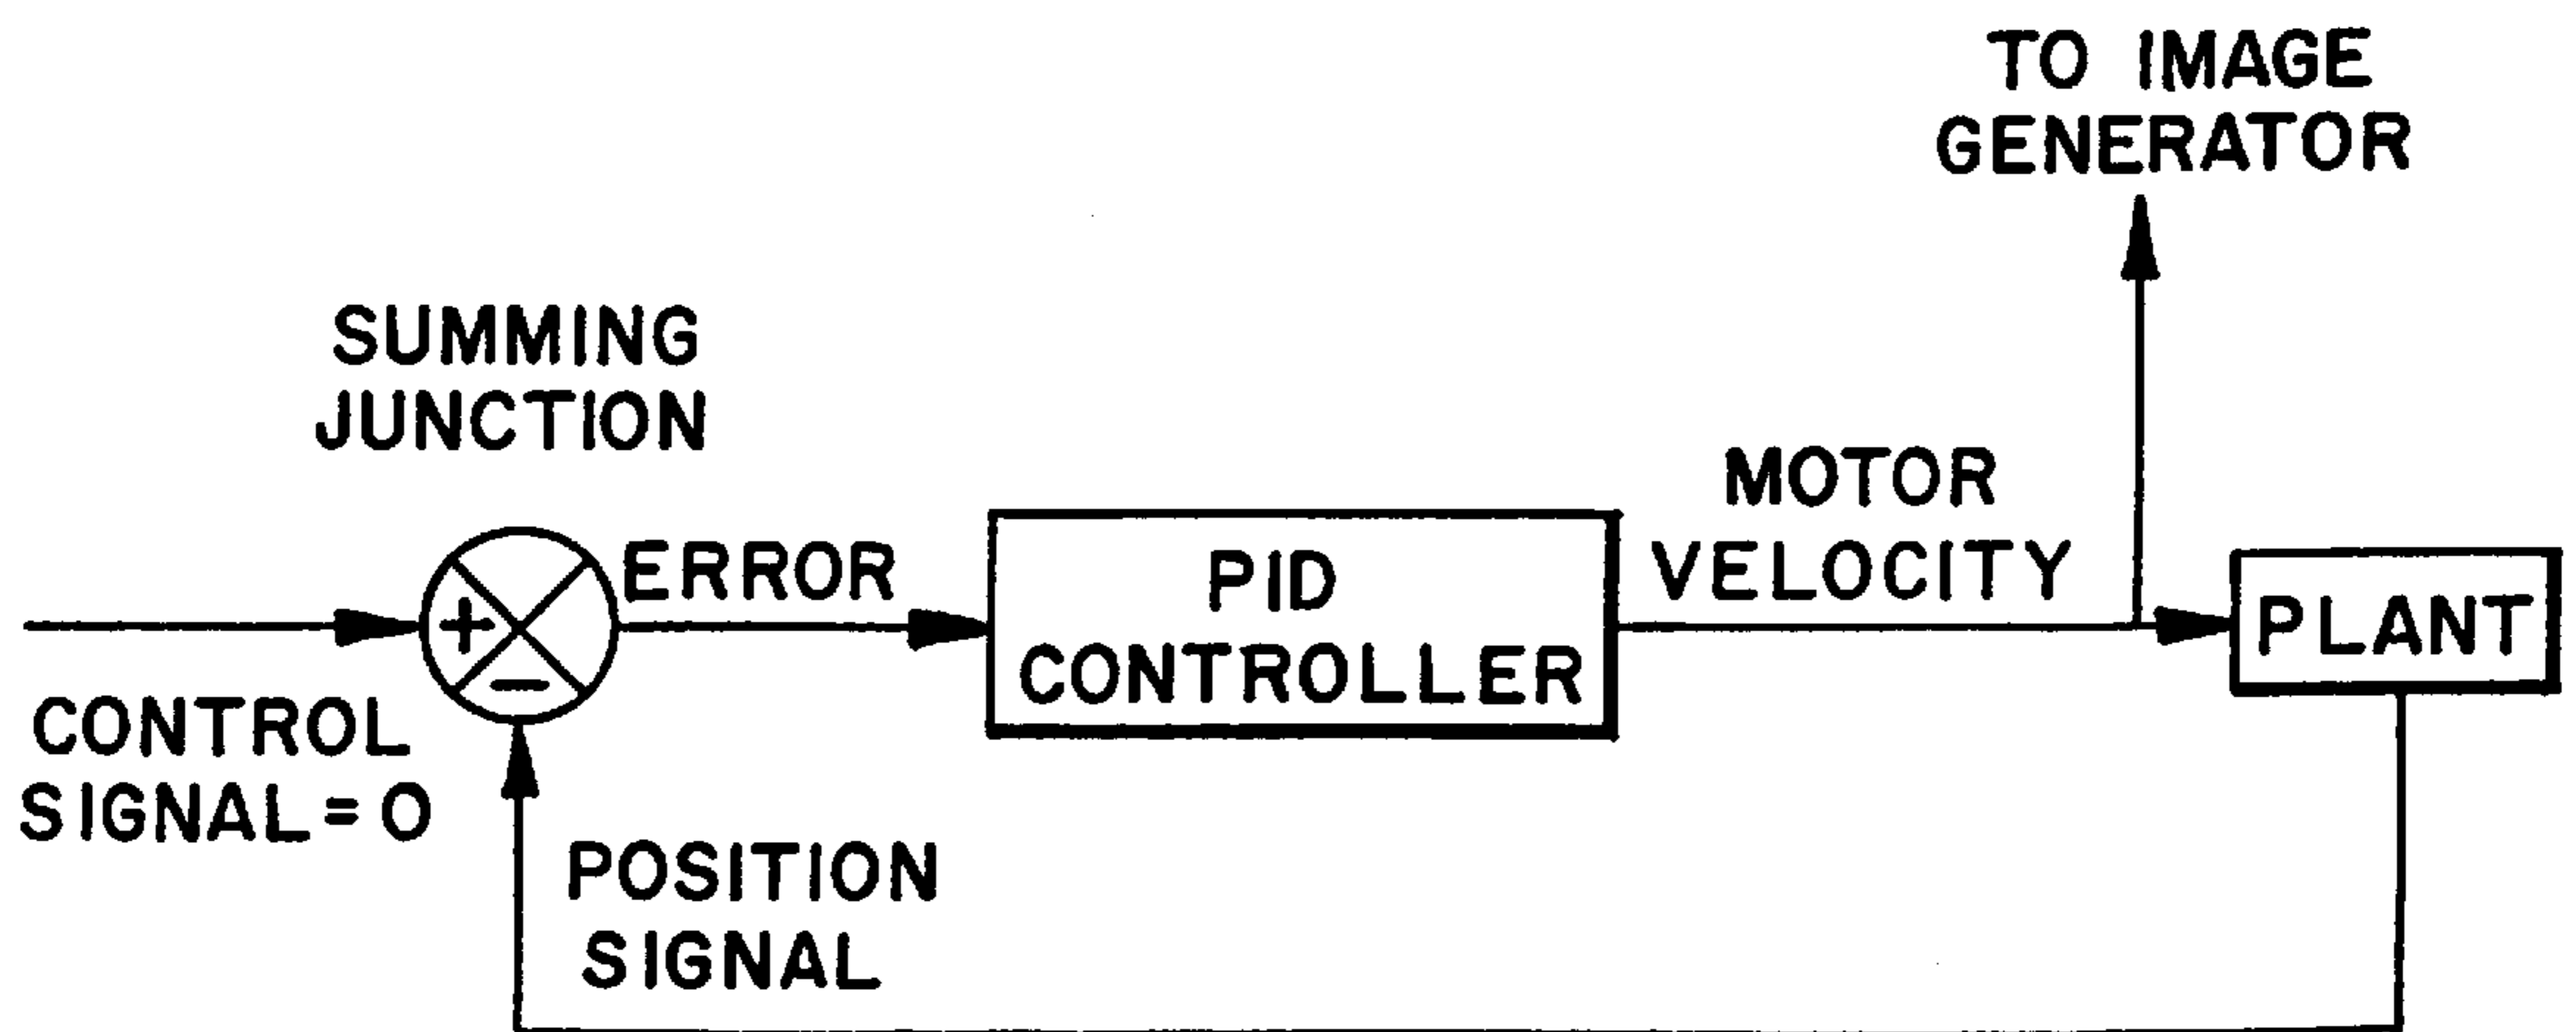 TO IMAGE
GENERATOR
SUMMING
JUNCTION
MOTOR
VELOCITY
ERROR
PID
CONTROLLER
PLANT
+
−
CONTROL
SIGNAL = 0
POSITION
SIGNAL